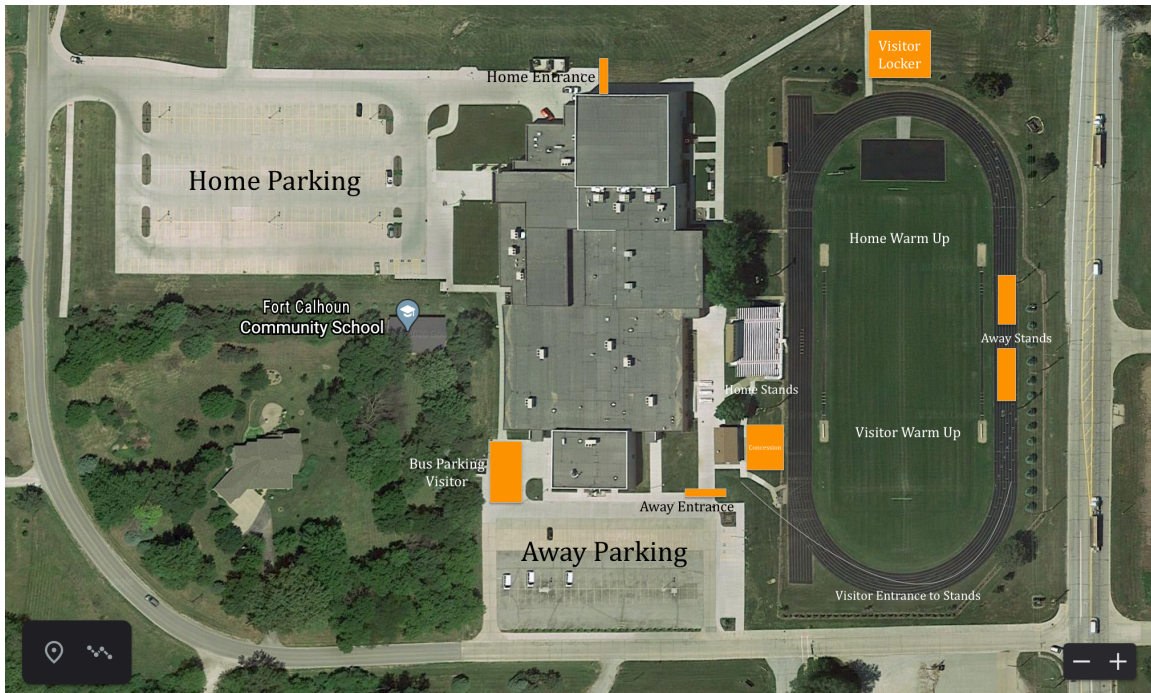 Visitor
Locker
Home Entrance
Home Parking
Home Warm Up
Fort Calhoun
Community School
Away Stands
Home Stands
Visitor Warm Up
Concession
Bus Parking
Visitor
Away Entrance
Away Parking
Visitor Entrance to Stands